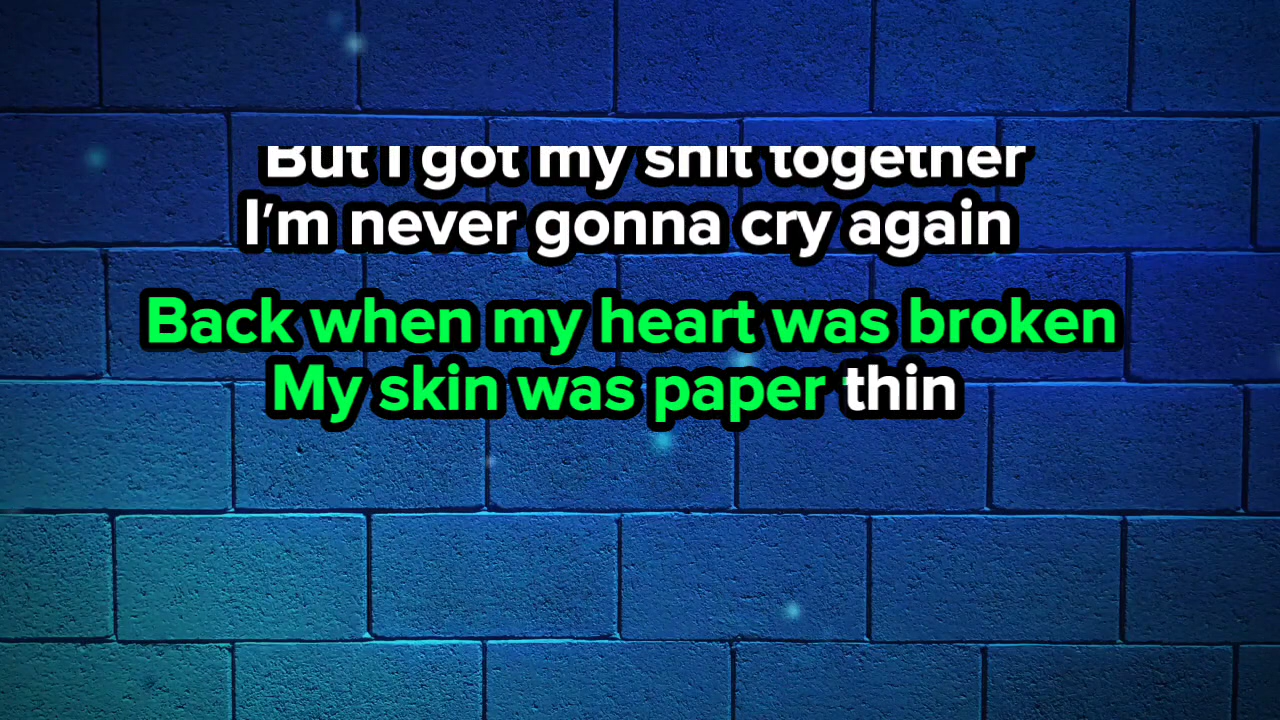 But I got my shit together
I'm never gonna cry again
Back when my heart was broken
My skin was paper thin